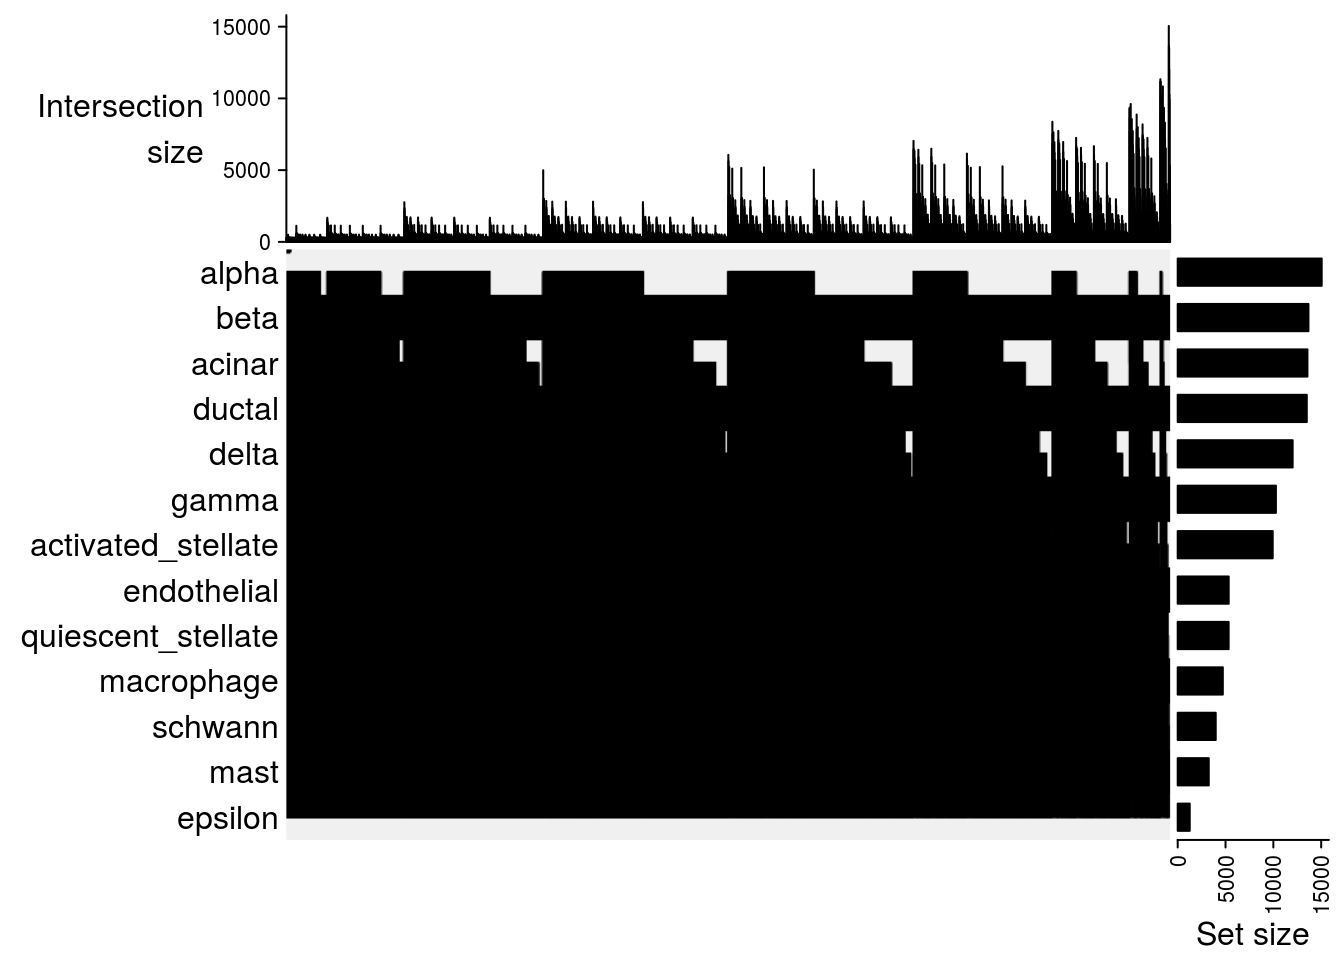 15000
10000
5000
0
Intersection
size
alpha
beta
acinar
ductal
delta
gamma
activated_stellate
endothelial
quiescent_stellate
macrophage
schwann
mast
epsilon
0
5000
10000
15000
Set size